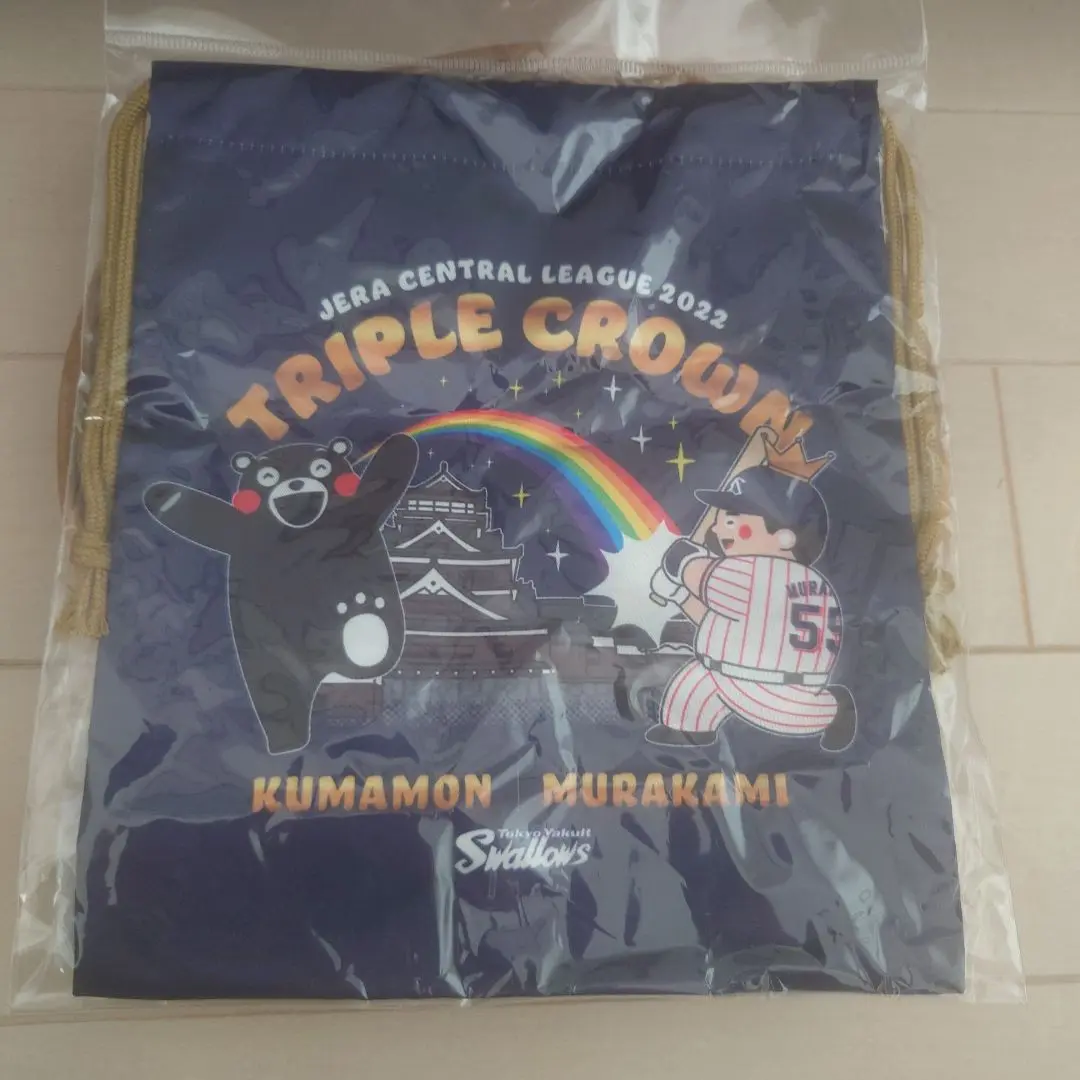 JERA CENTRAL LEAGUE 2022
TRIPLE CROWN
MURA
55
KUMAMON MURAKAMI
Tokyo Yakult
Swallows